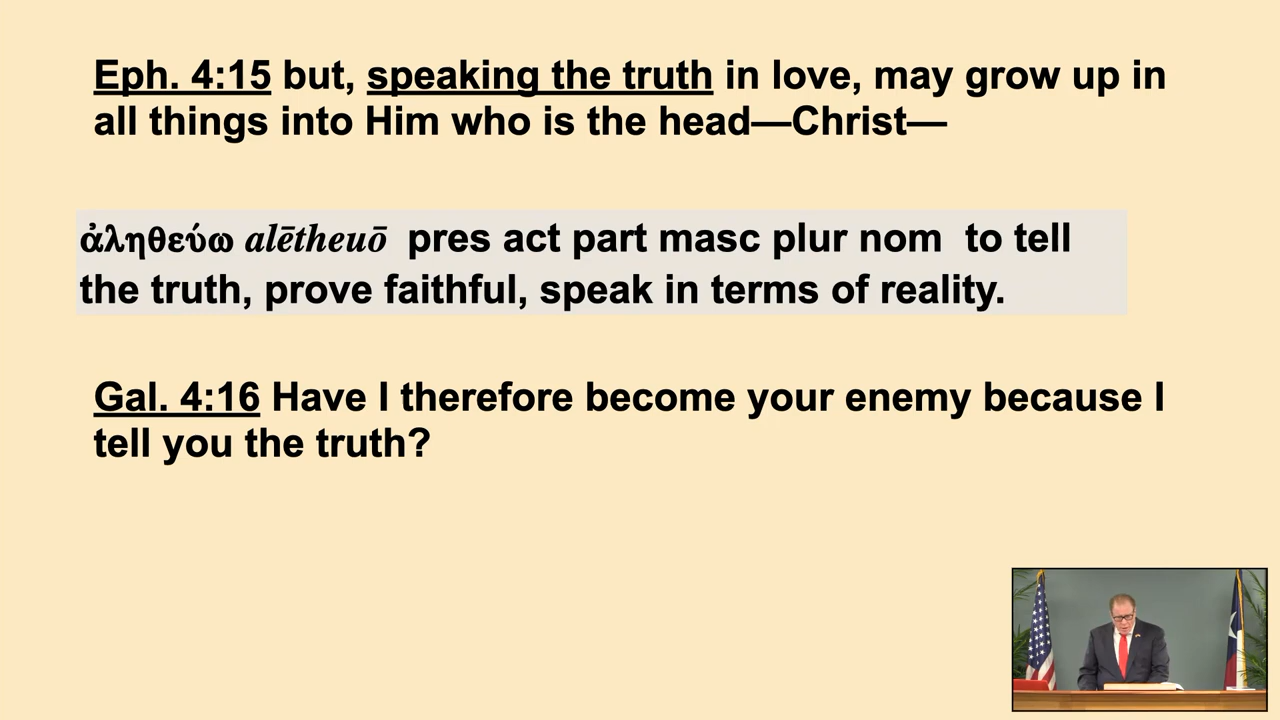 Eph. 4:15 but, speaking the truth in love, may grow up in
all things into Him who is the head—Christ—
ἀληθεύω alētheuō pres act part masc plur nom to tell
the truth, prove faithful, speak in terms of reality.
Gal. 4:16 Have I therefore become your enemy because I
tell you the truth?